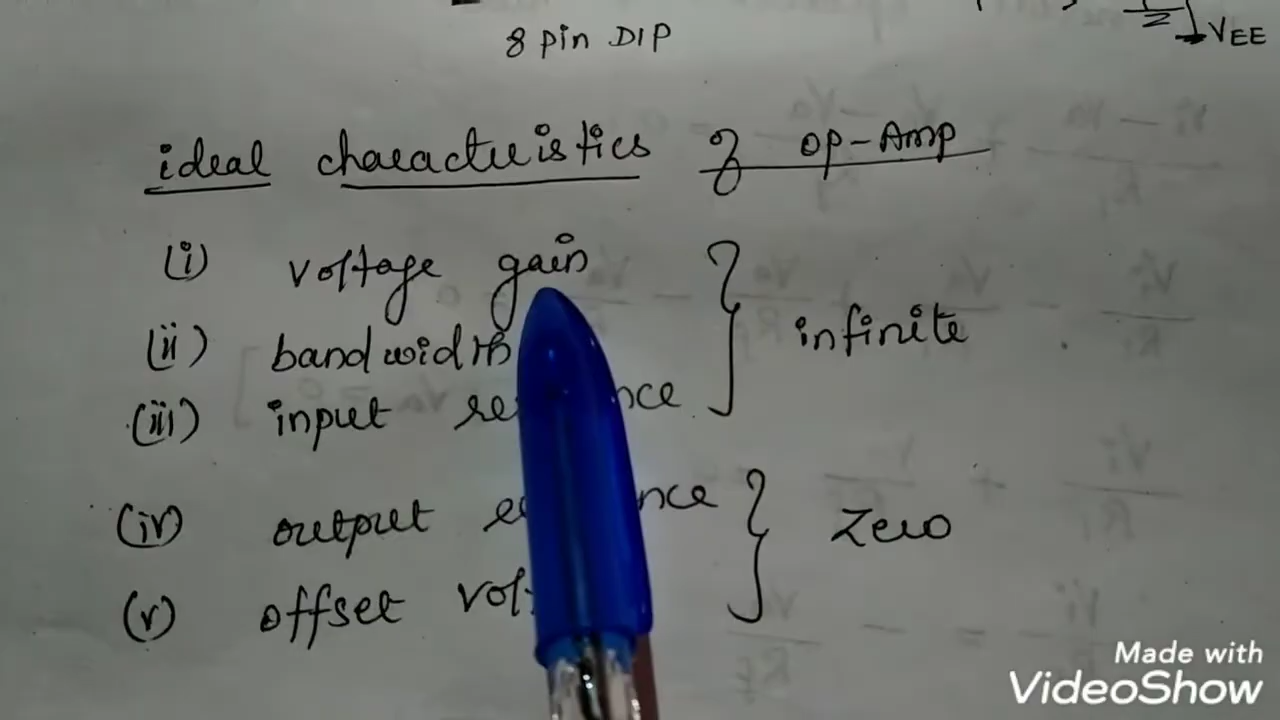 8 pin DIP
VEE
ideal characteristics of OP-Amp
(i) voltage gain
(ii) bandwidth
(iii) input
infinite
(iv) output
(v) offset
zero
Made with
VideoShow